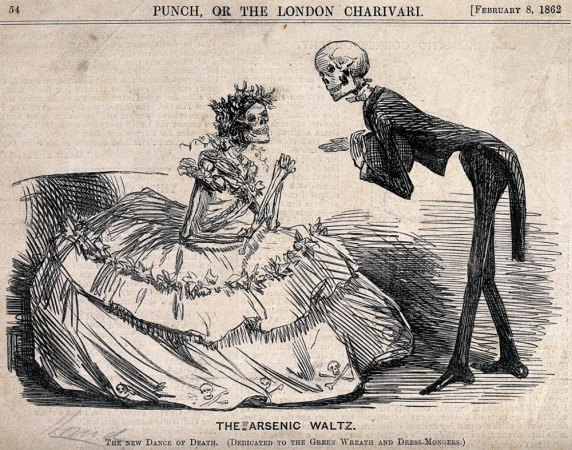 54
PUNCH, OR THE LONDON CHARIVARI.
[FEBRUARY 8, 1862
THE ARSENIC WALTZ.
THE NEW DANCE OF DEATH. (DEDICATED TO THE GREEN WREATH AND DRESS-MONGERS.)